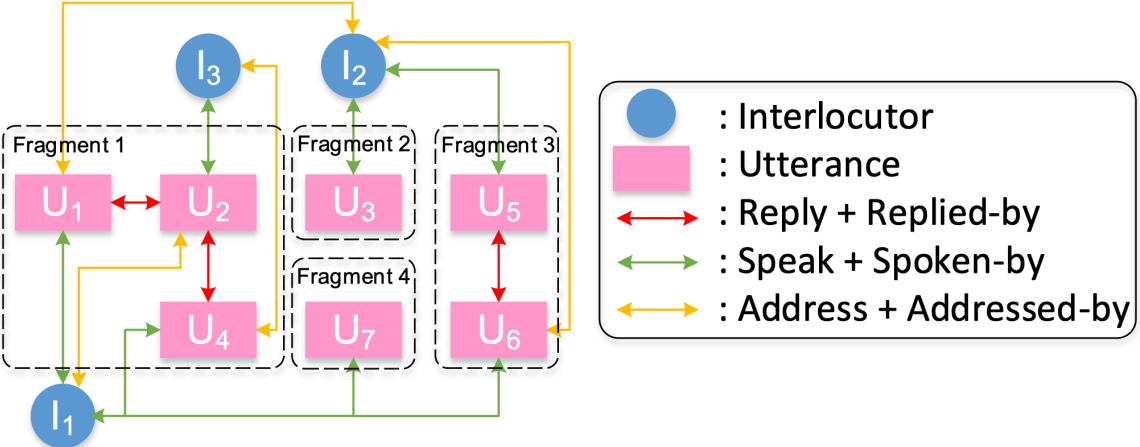 I₃
I₂
Fragment 1
Fragment 2
Fragment 3
U₁
U₂
U₃
U₅
Fragment 4
U₄
U₇
U₆
I₁
: Interlocutor
: Utterance
: Reply + Replied-by
: Speak + Spoken-by
: Address + Addressed-by